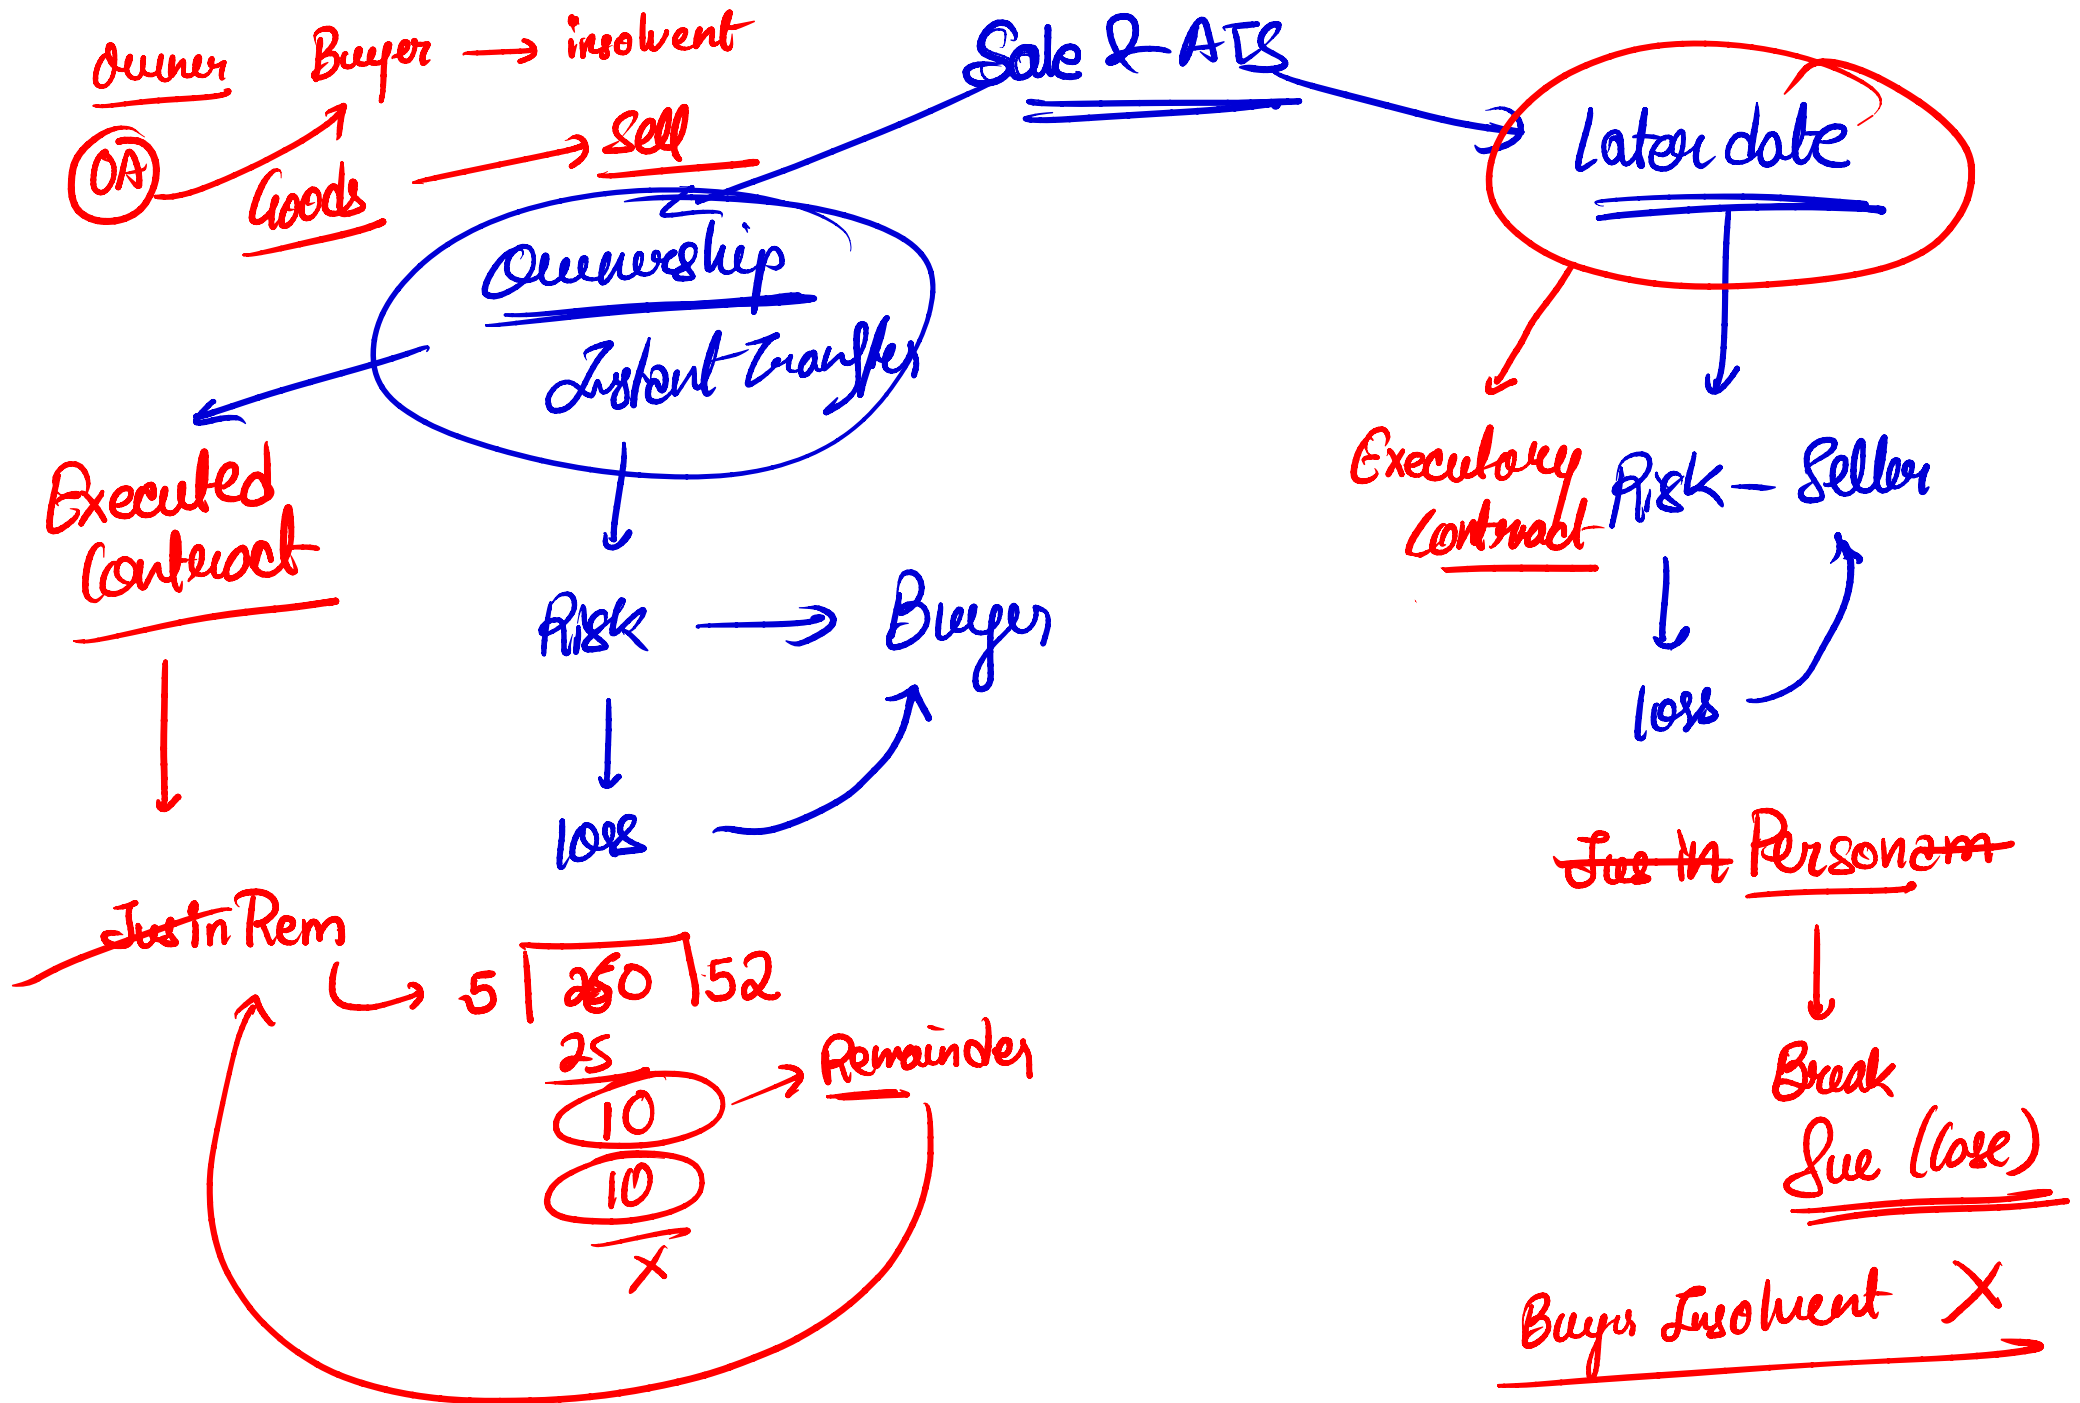 Sale & ATS
Owner
Buyer → insolvent
OA
Goods → Sell
Later date
Ownership
Instant Transfer
Executed
Contract
Executory
Contract
Risk - Seller
Risk → Buyer
loss
loss
Jus in Personam
Jus in Rem
5 260 52
25
10 → Remainder
10
X
Break
Sue (Case)
Buyer Insolvent X